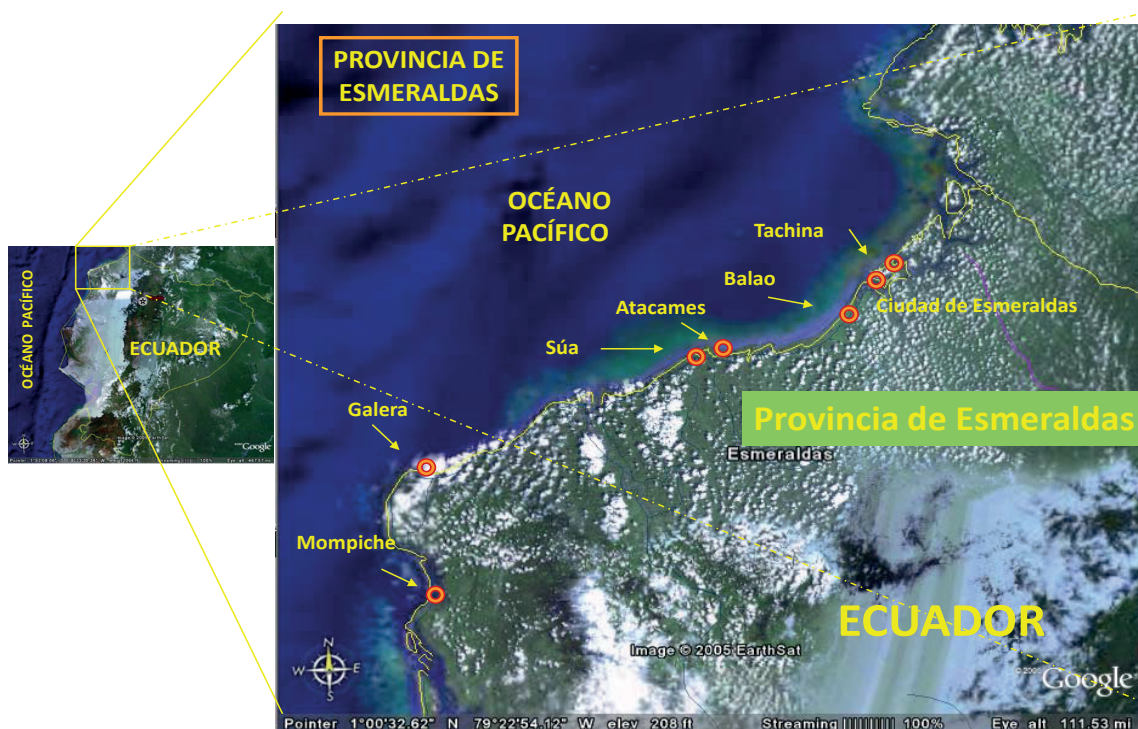 PROVINCIA DE
ESMERALDAS
OCÉANO
PACÍFICO
Tachina
Balao
Ciudad de Esmeraldas
Atacames
Súa
Galera
Mompiche
Provincia de Esmeraldas
Esmeraldas
ECUADOR
Image © 2005 EarthSat
Google
N
W
E
S
Pointer 1°00'32.62" N 79°22'54.12" W elev 208 ft Streaming |||||||||| 100% Eye alt 111.53 mi
OCÉANO PACÍFICO
ECUADOR
Google